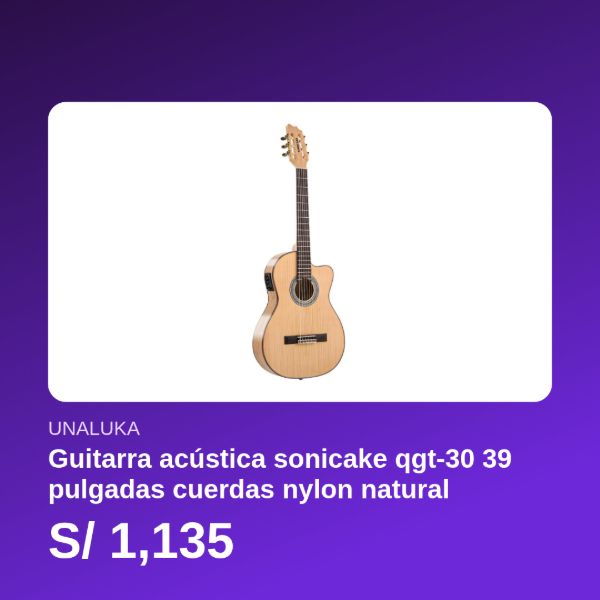 UNALUKA
Guitarra acústica sonicake qgt-30 39
pulgadas cuerdas nylon natural
S/ 1,135